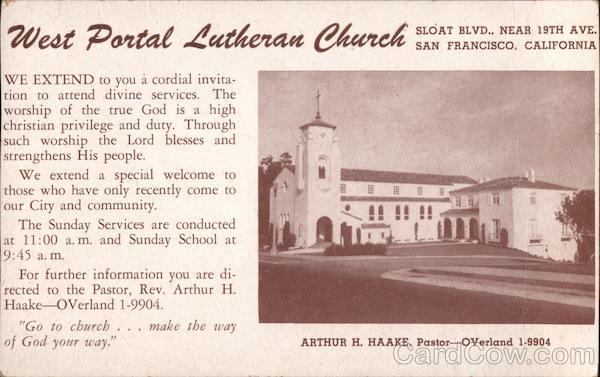 West Portal Lutheran Church
SLOAT BLVD., NEAR 19TH AVE.
SAN FRANCISCO, CALIFORNIA
WE EXTEND to you a cordial invita-
tion to attend divine services. The
worship of the true God is a high
christian privilege and duty. Through
such worship the Lord blesses and
strengthens His people.
We extend a special welcome to
those who have only recently come to
our City and community.
The Sunday Services are conducted
at 11:00 a. m. and Sunday School at
9:45 a. m.
For further information you are di-
rected to the Pastor, Rev. Arthur H.
Haake—OVerland 1-9904.
"Go to church . . . make the way
of God your way."
ARTHUR H. HAAKE, Pastor—OVerland 1-9904
CardCow.com